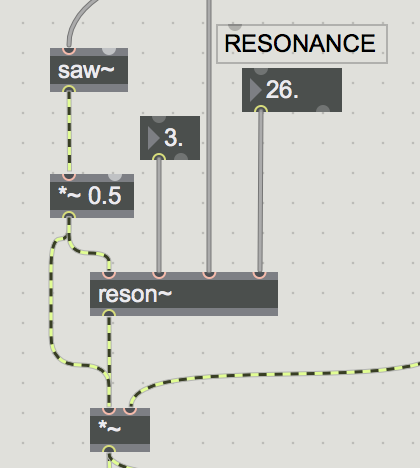 RESONANCE
saw~
26.
3.
*~ 0.5
reson~
*~